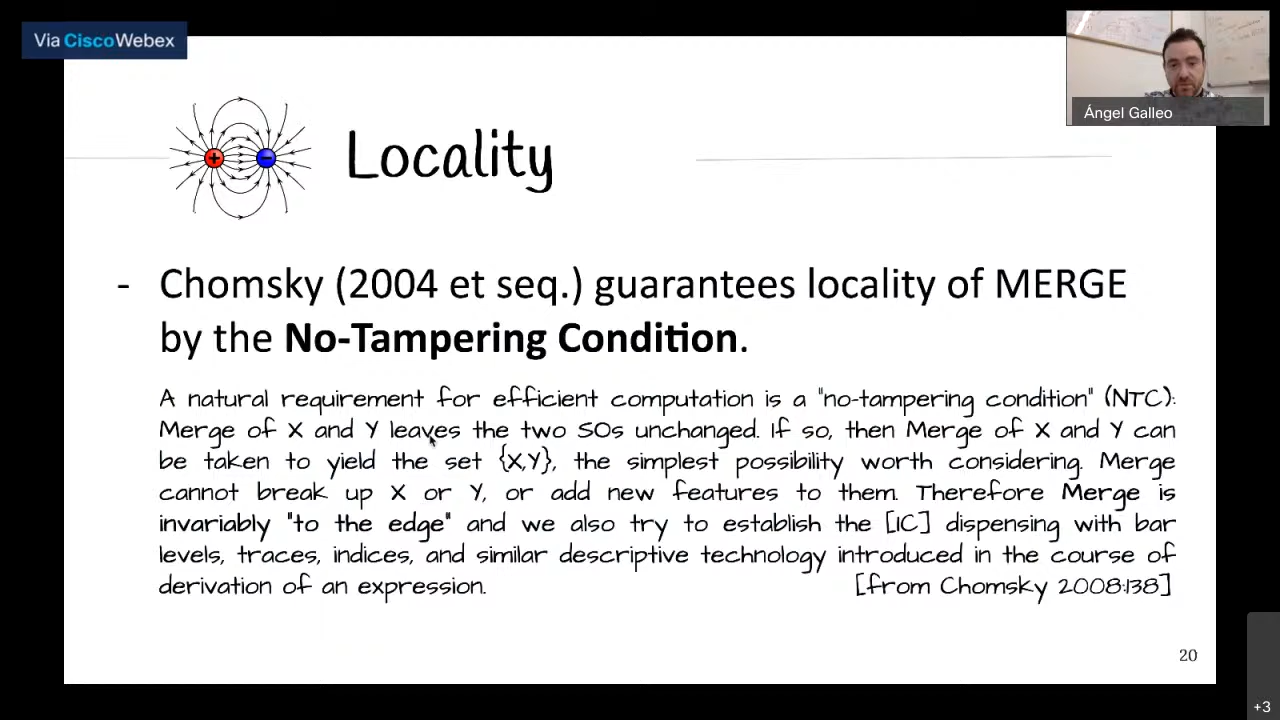 Via CiscoWebex
Ángel Galleo
+ -
Locality
- Chomsky (2004 et seq.) guarantees locality of MERGE
by the No-Tampering Condition.
A natural requirement for efficient computation is a "no-tampering condition" (NTC):
Merge of X and Y leaves the two SOs unchanged. If so, then Merge of X and Y can
be taken to yield the set {X,Y}, the simplest possibility worth considering. Merge
cannot break up X or Y, or add new features to them. Therefore Merge is
invariably "to the edge" and we also try to establish the [IC] dispensing with bar
levels, traces, indices, and similar descriptive technology introduced in the course of
derivation of an expression. [from Chomsky 2008:138]
20
+3